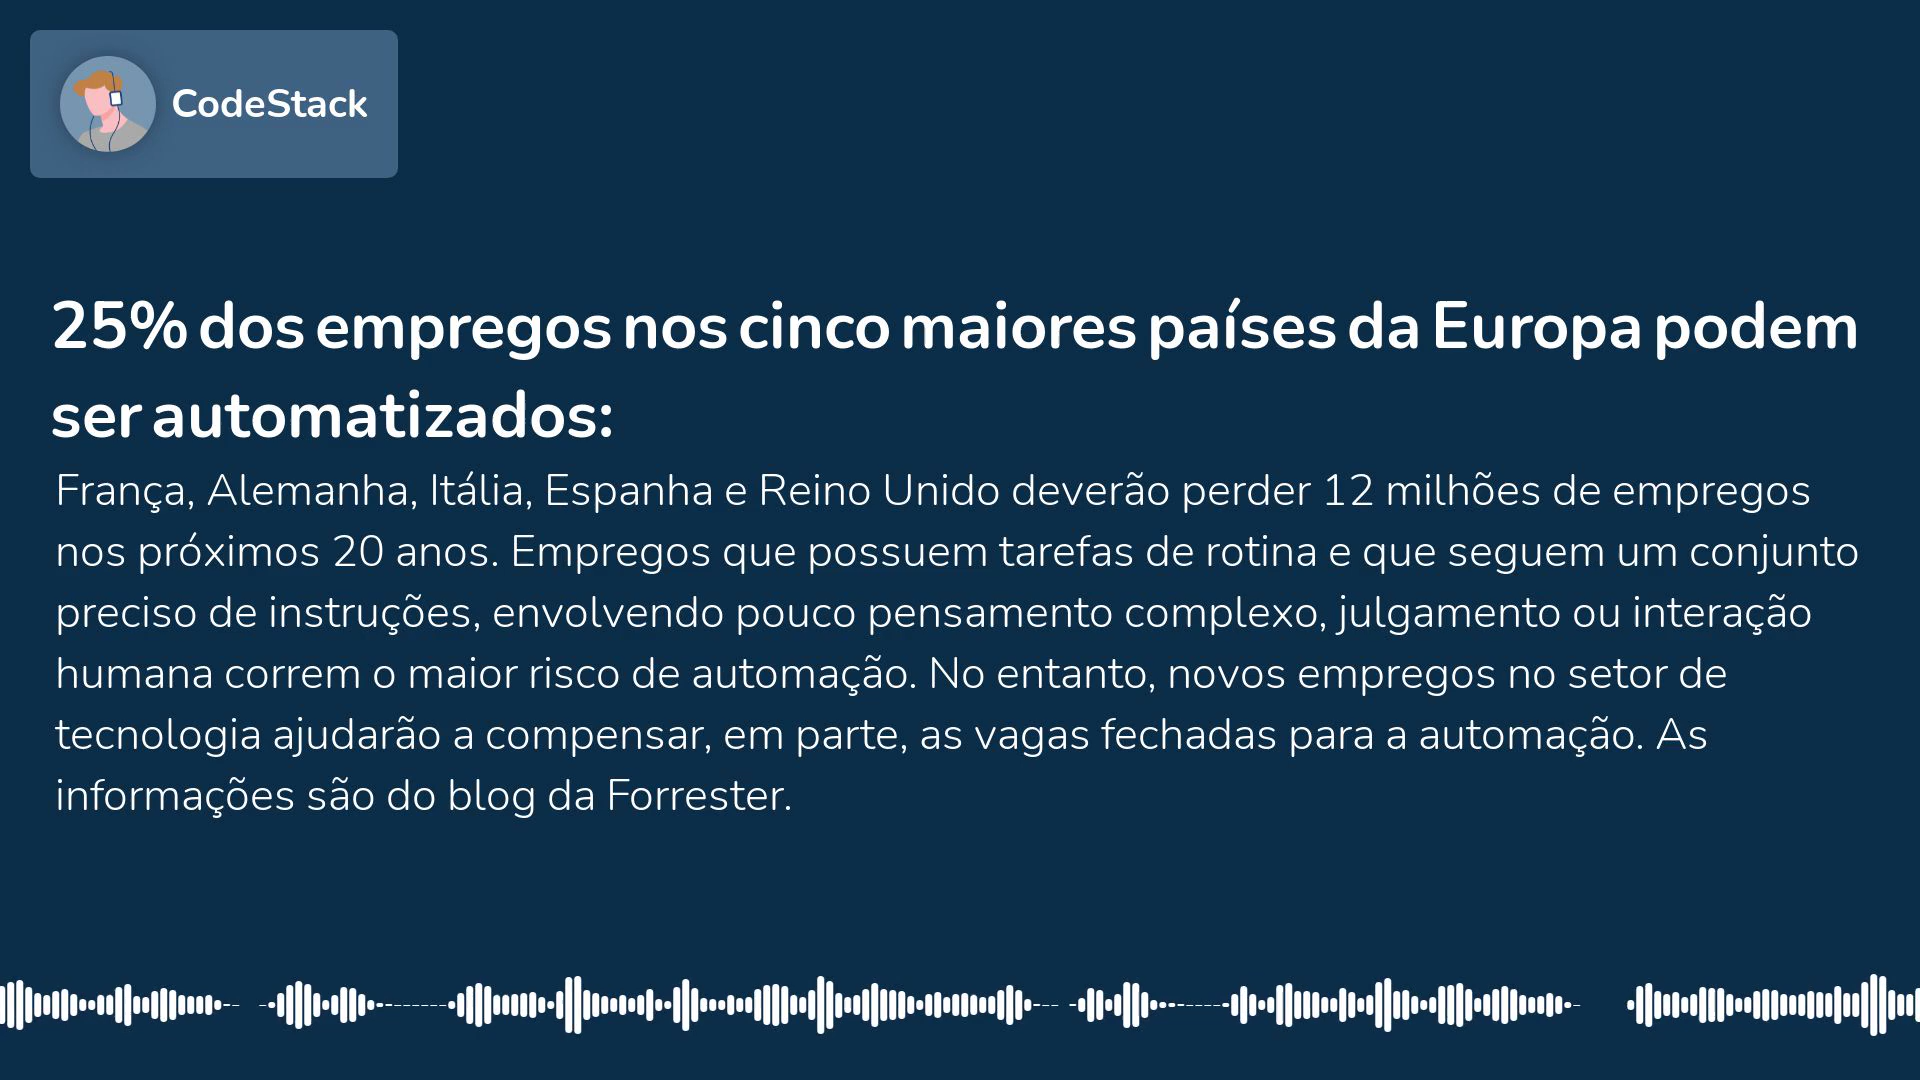 CodeStack
25% dos empregos nos cinco maiores países da Europa podem
ser automatizados:
França, Alemanha, Itália, Espanha e Reino Unido deverão perder 12 milhões de empregos
nos próximos 20 anos. Empregos que possuem tarefas de rotina e que seguem um conjunto
preciso de instruções, envolvendo pouco pensamento complexo, julgamento ou interação
humana correm o maior risco de automação. No entanto, novos empregos no setor de
tecnologia ajudarão a compensar, em parte, as vagas fechadas para a automação. As
informações são do blog da Forrester.